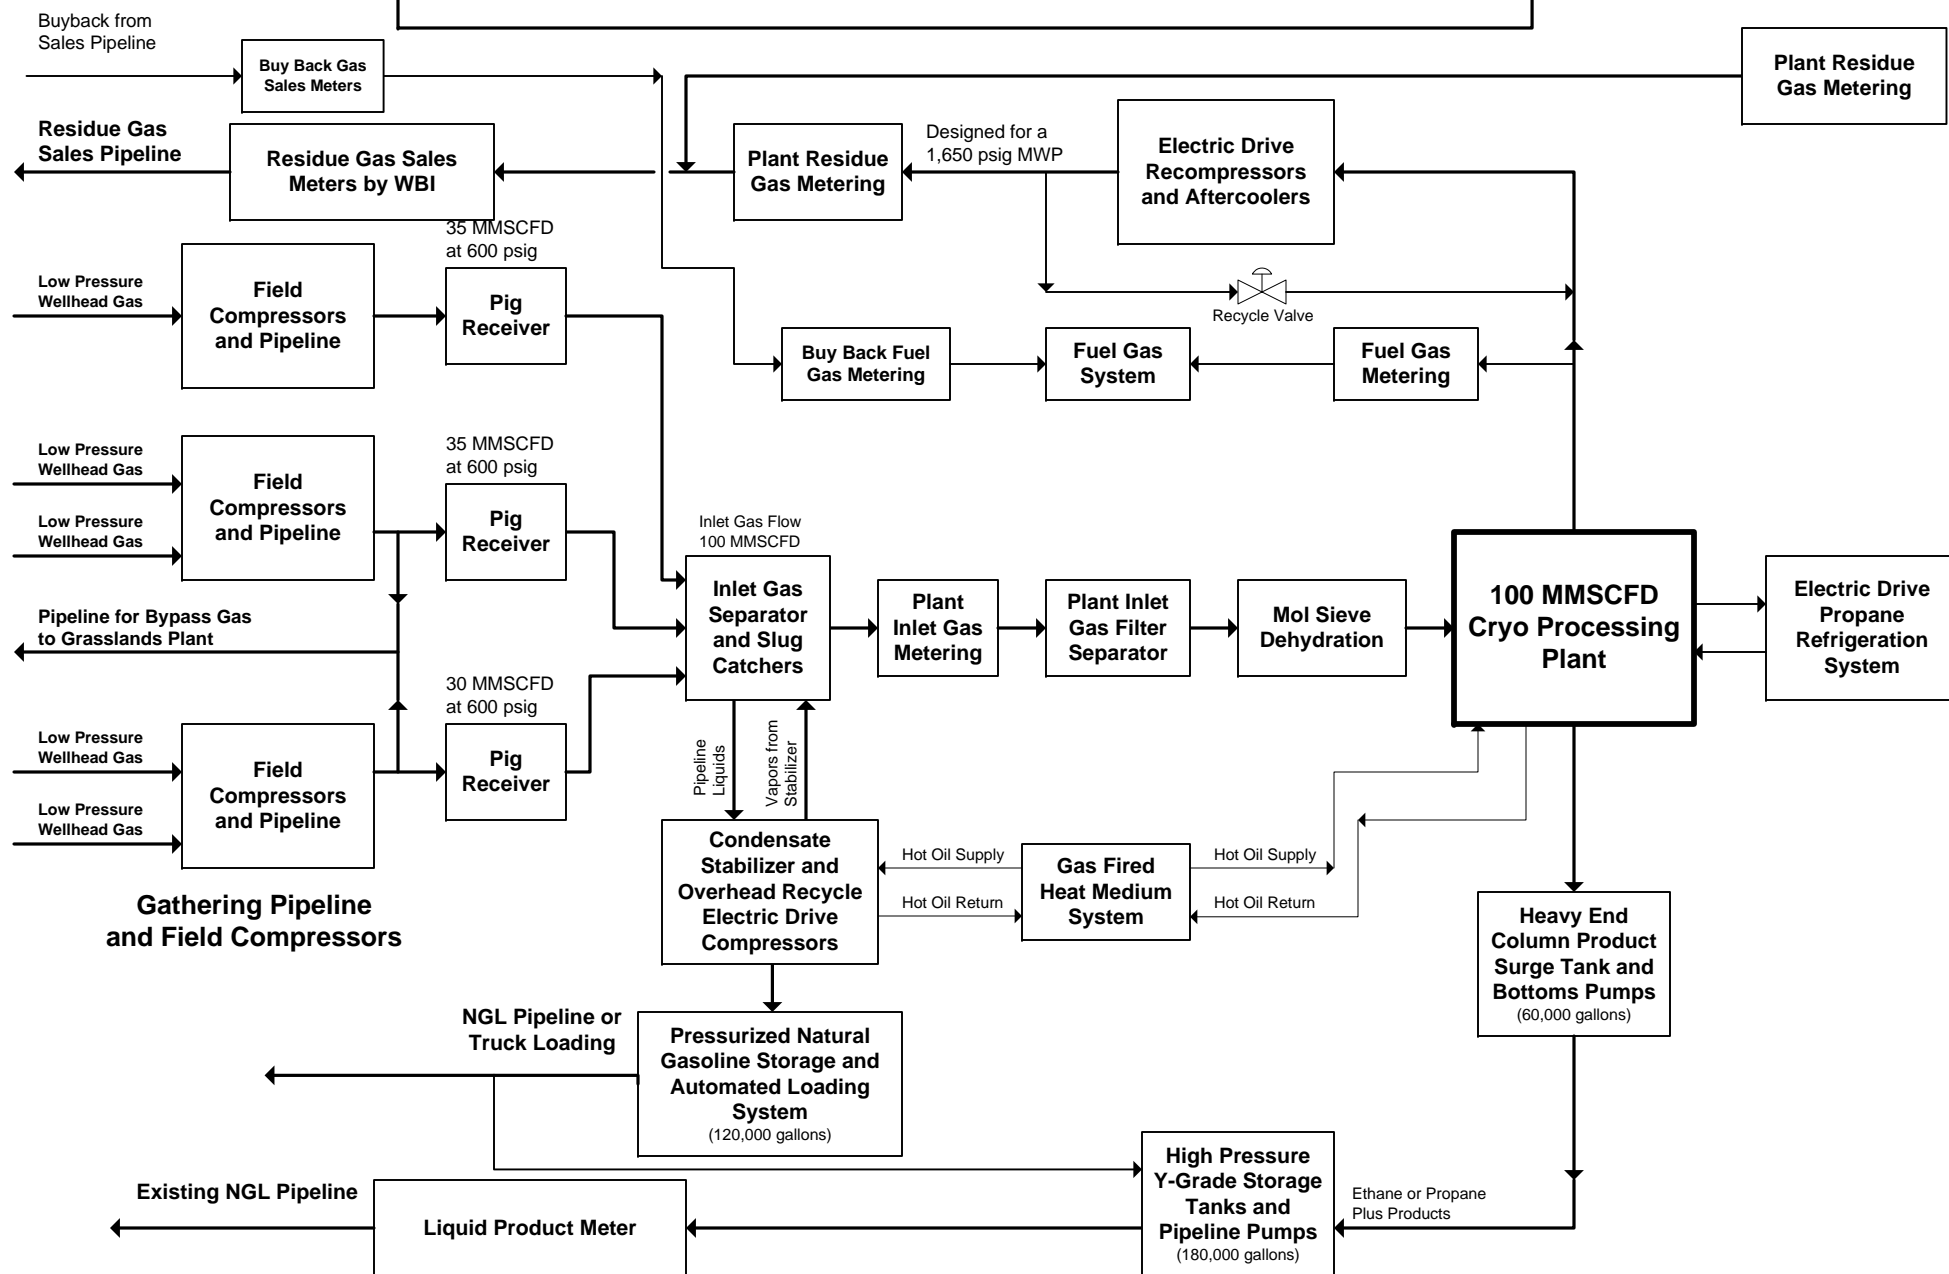 Buyback from
Sales Pipeline
Buy Back Gas
Sales Meters
Plant Residue
Gas Metering
Residue Gas
Sales Pipeline
Residue Gas Sales
Meters by WBI
Plant Residue
Gas Metering
Designed for a
1,650 psig MWP
Electric Drive
Recompressors
and Aftercoolers
35 MMSCFD
at 600 psig
Low Pressure
Wellhead Gas
Field
Compressors
and Pipeline
Pig
Receiver
Recycle Valve
Buy Back Fuel
Gas Metering
Fuel Gas
System
Fuel Gas
Metering
35 MMSCFD
at 600 psig
Low Pressure
Wellhead Gas
Low Pressure
Wellhead Gas
Field
Compressors
and Pipeline
Pig
Receiver
Inlet Gas Flow
100 MMSCFD
Inlet Gas
Separator
and Slug
Catchers
Plant
Inlet Gas
Metering
Plant Inlet
Gas Filter
Separator
Mol Sieve
Dehydration
100 MMSCFD
Cryo Processing
Plant
Electric Drive
Propane
Refrigeration
System
Pipeline for Bypass Gas
to Grasslands Plant
30 MMSCFD
at 600 psig
Low Pressure
Wellhead Gas
Low Pressure
Wellhead Gas
Field
Compressors
and Pipeline
Pig
Receiver
Pipeline
Liquids
Vapors from
Stabilizer
Condensate
Stabilizer and
Overhead Recycle
Electric Drive
Compressors
Hot Oil Supply
Hot Oil Return
Gas Fired
Heat Medium
System
Hot Oil Supply
Hot Oil Return
Gathering Pipeline
and Field Compressors
Heavy End
Column Product
Surge Tank and
Bottoms Pumps
(60,000 gallons)
NGL Pipeline or
Truck Loading
Pressurized Natural
Gasoline Storage and
Automated Loading
System
(120,000 gallons)
High Pressure
Y-Grade Storage
Tanks and
Pipeline Pumps
(180,000 gallons)
Ethane or Propane
Plus Products
Existing NGL Pipeline
Liquid Product Meter